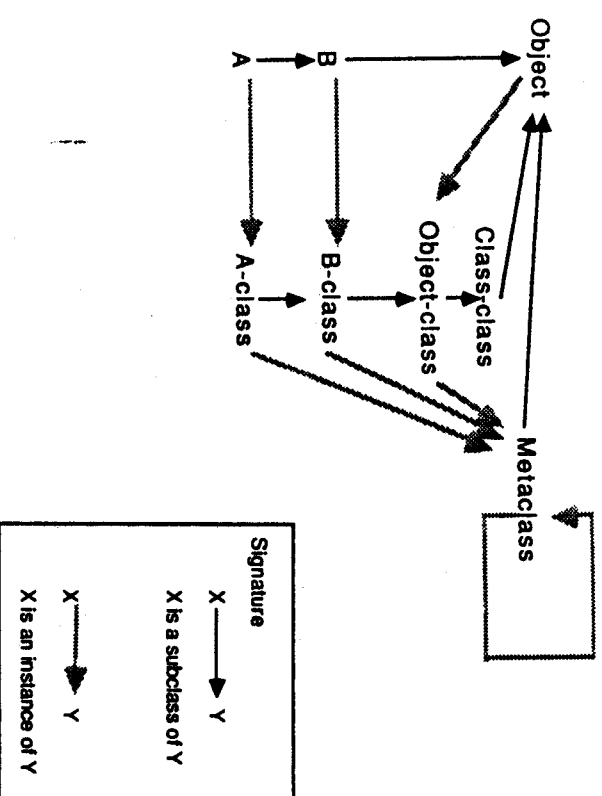 Object
Metaclass
Class-class
Object-class
B
B-class
A
A-class
Signature
X Y
X is a subclass of Y
X Y
X is an instance of Y